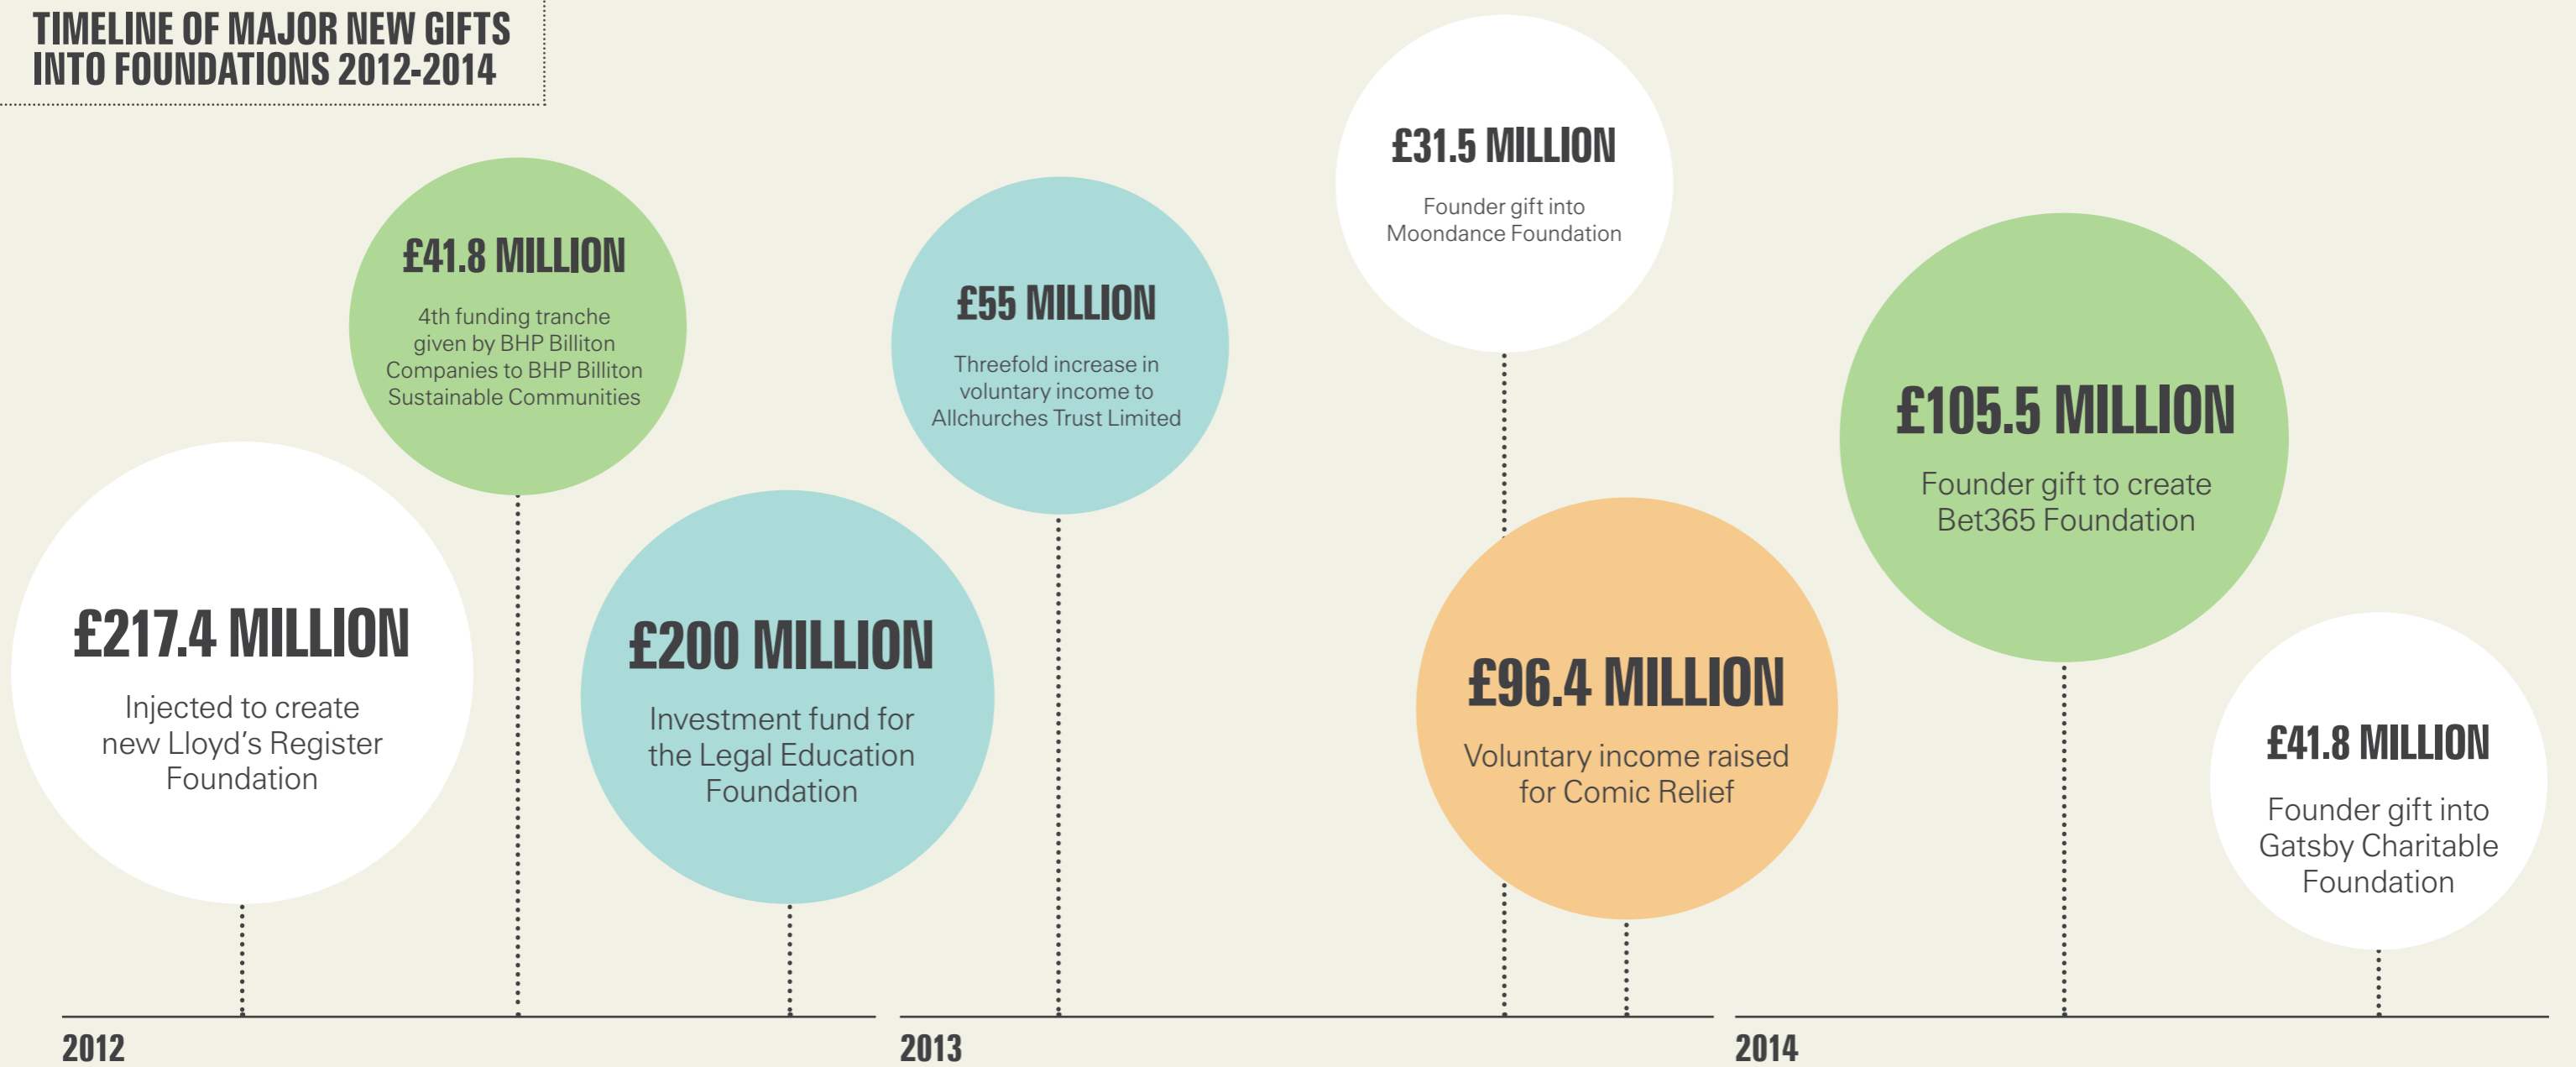 TIMELINE OF MAJOR NEW GIFTS
INTO FOUNDATIONS 2012-2014
£217.4 MILLION
Injected to create
new Lloyd's Register
Foundation
£41.8 MILLION
4th funding tranche
given by BHP Billiton
Companies to BHP Billiton
Sustainable Communities
£200 MILLION
Investment fund for
the Legal Education
Foundation
£55 MILLION
Threefold increase in
voluntary income to
Allchurches Trust Limited
£31.5 MILLION
Founder gift into
Moondance Foundation
£96.4 MILLION
Voluntary income raised
for Comic Relief
£105.5 MILLION
Founder gift to create
Bet365 Foundation
£41.8 MILLION
Founder gift into
Gatsby Charitable
Foundation
2012
2013
2014